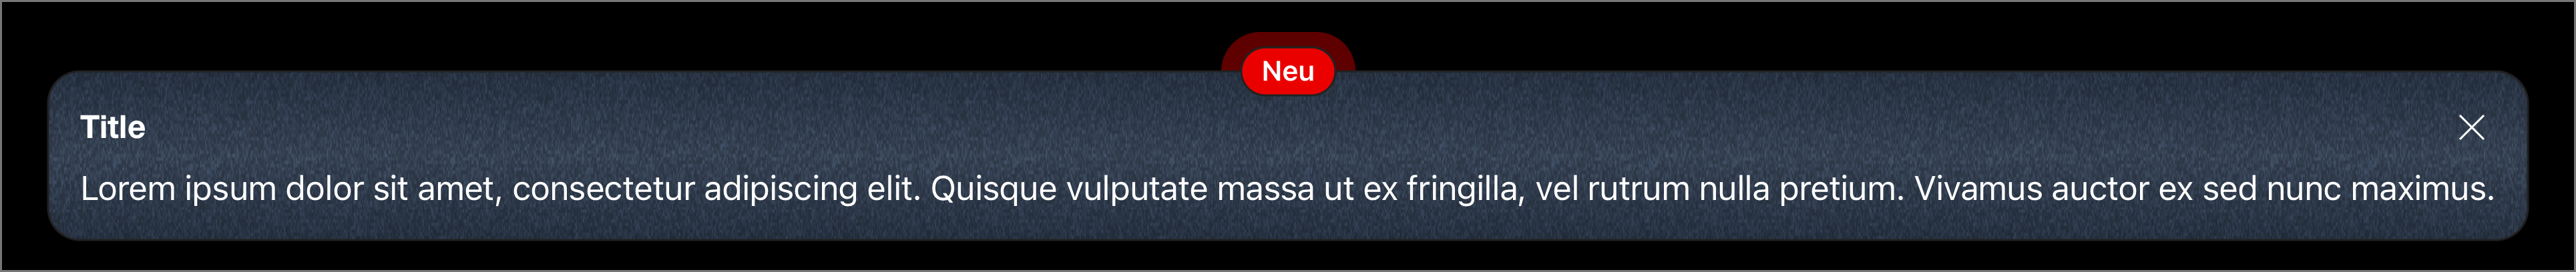 Neu
Title
Lorem ipsum dolor sit amet, consectetur adipiscing elit. Quisque vulputate massa ut ex fringilla, vel rutrum nulla pretium. Vivamus auctor ex sed nunc maximus.